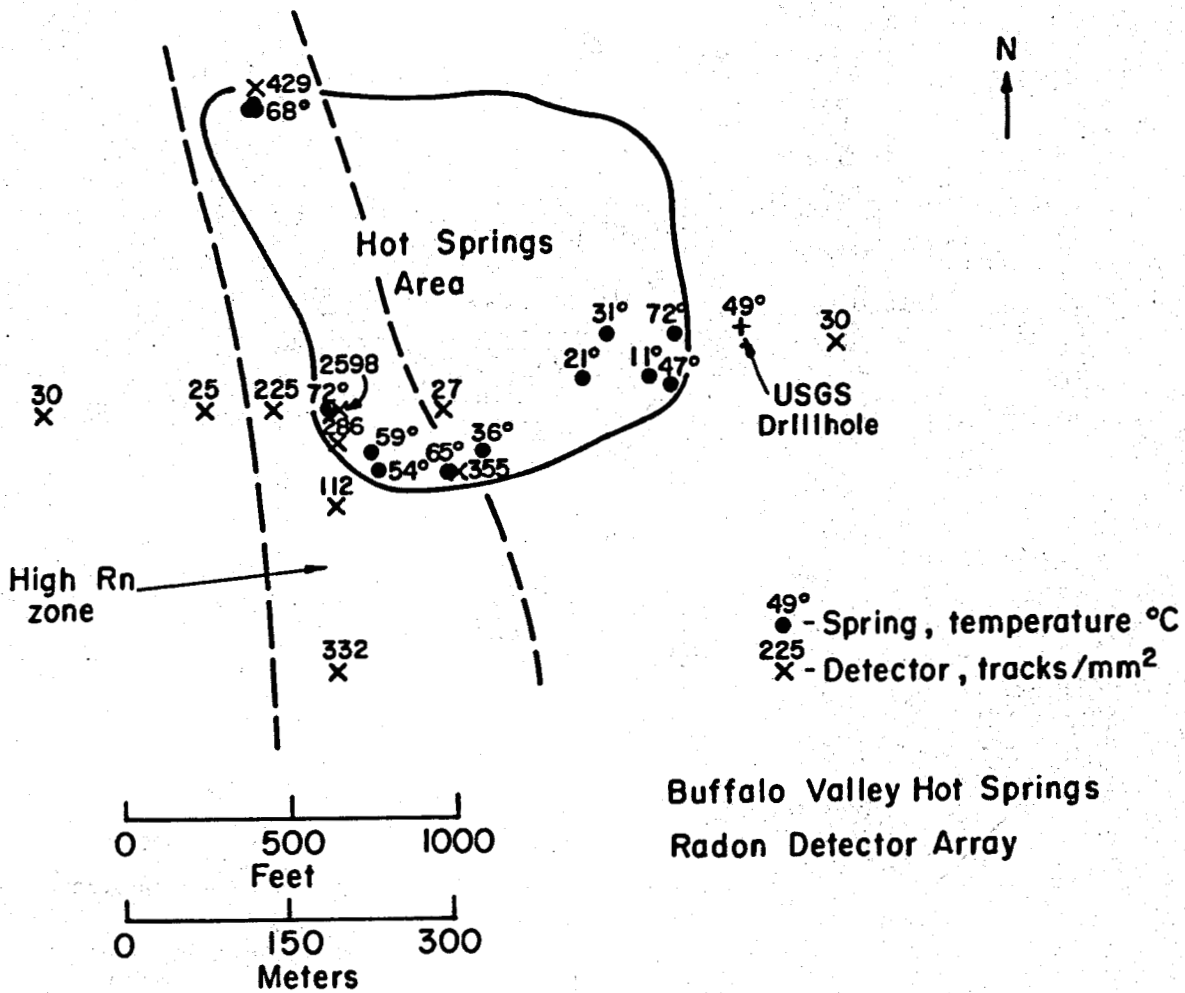 N
429
68°
Hot Springs
Area
31°
72°
49°
30
21°
11°
47°
USGS
Drillhole
30
25
225
72°
2598
27
286
59°
36°
65°
54°
355
112
High Rn
zone
332
49°
- Spring, temperature °C
225
- Detector, tracks/mm²
Buffalo Valley Hot Springs
Radon Detector Array
0 500 1000
Feet
0 150 300
Meters